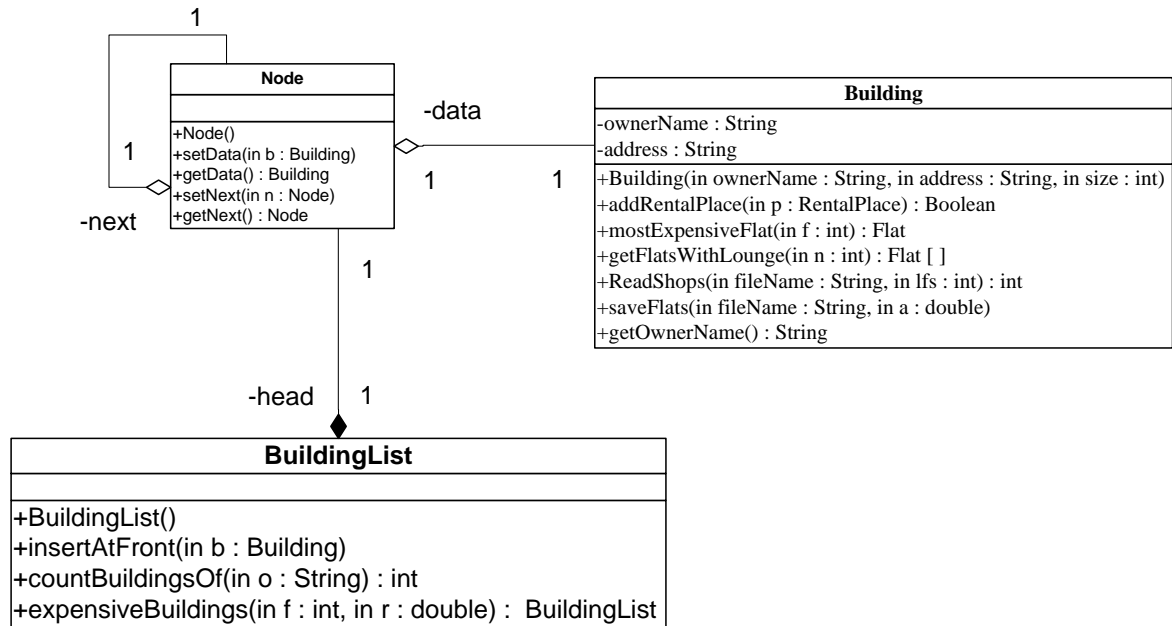 1
Node
+Node()
+setData(in b : Building)
+getData() : Building
+setNext(in n : Node)
+getNext() : Node
1
-next
-data
1
1
Building
-ownerName : String
-address : String
+Building(in ownerName : String, in address : String, in size : int)
+addRentalPlace(in p : RentalPlace) : Boolean
+mostExpensiveFlat(in f : int) : Flat
+getFlatsWithLounge(in n : int) : Flat [ ]
+ReadShops(in fileName : String, in lfs : int) : int
+saveFlats(in fileName : String, in a : double)
+getOwnerName() : String
1
-head
1
BuildingList
+BuildingList()
+insertAtFront(in b : Building)
+countBuildingsOf(in o : String) : int
+expensiveBuildings(in f : int, in r : double) : BuildingList